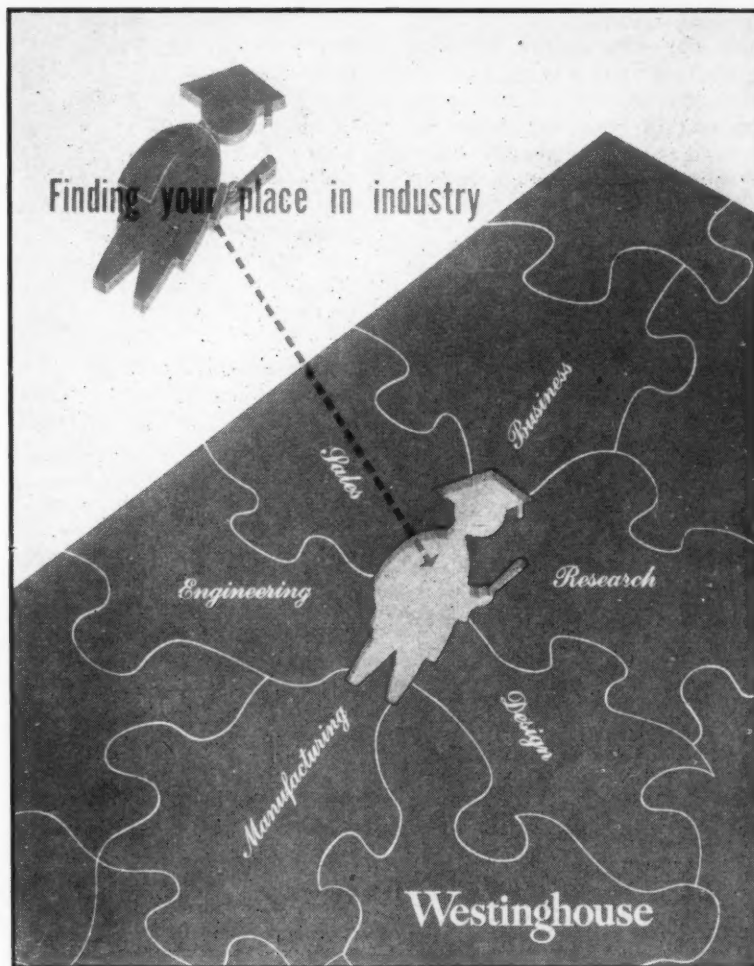 Finding your place in industry
Business
Sales
Engineering
Research
Design
Manufacturing
Westinghouse